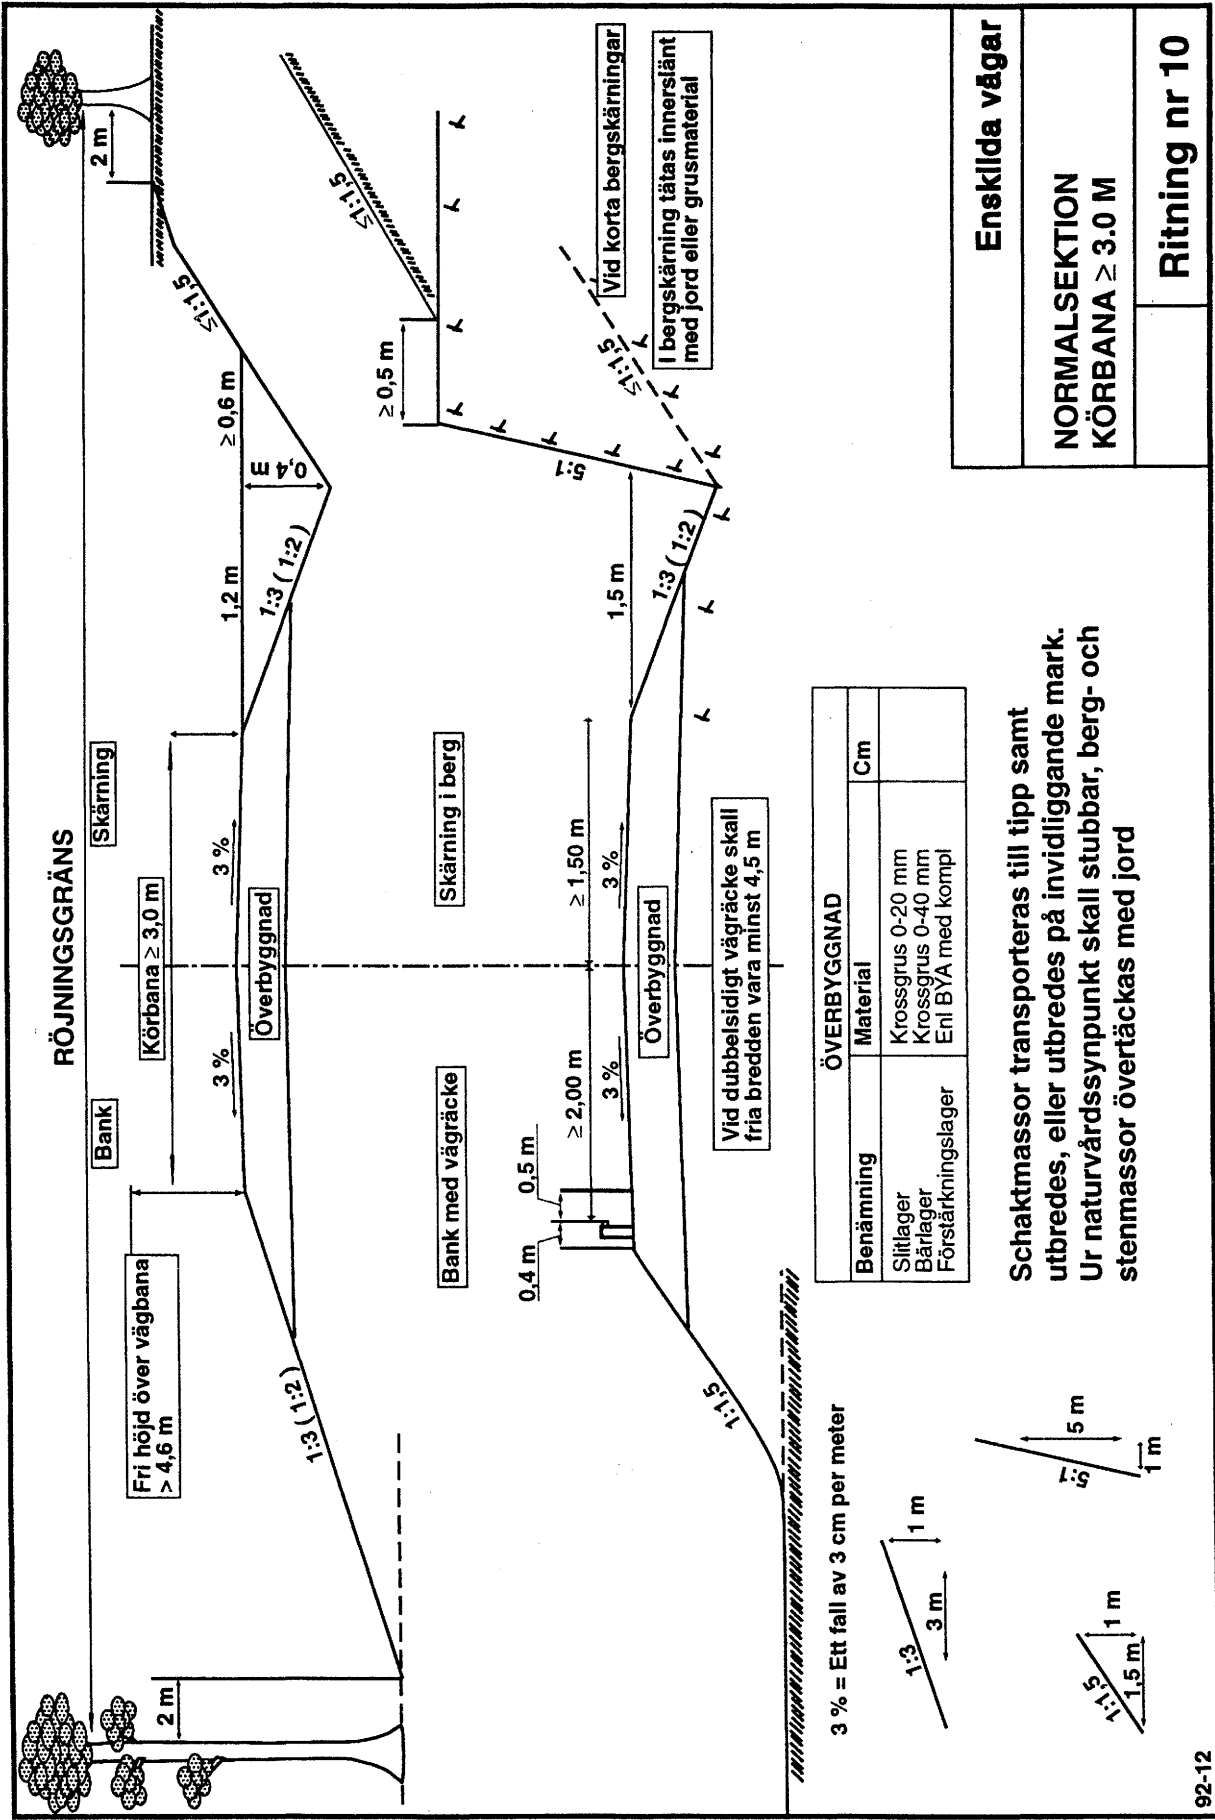 RÖJNINGSGRÄNS
Bank
Skärning
2 m
2 m
Fri höjd över vägbana
> 4,6 m
Körbana ≥ 3,0 m
3 %
3 %
1,2 m
≥ 0,6 m
≤1:1,5
0,4 m
Överbyggnad
1:3 ( 1:2 )
1:3 ( 1:2 )
Bank med vägräcke
Skärning i berg
≥ 0,5 m
≤1:1,5
0,4 m
0,5 m
≥ 2,00 m
≥ 1,50 m
3 %
3 %
1,5 m
5:1
Överbyggnad
1:3 ( 1:2 )
≤1:1,5
1:1,5
Vid korta bergskärningar
I bergskärning tätas innerslänt
med jord eller grusmaterial
Vid dubbelsidigt vägräcke skall
fria bredden vara minst 4,5 m
3 % = Ett fall av 3 cm per meter
1:3
3 m
1 m
1:1,5
1,5 m
1 m
5:1
5 m
1 m
ÖVERBYGGNAD
Benämning Material Cm
Slitlager Krossgrus 0-20 mm
Bärlager Krossgrus 0-40 mm
Förstärkningslager Enl BYA med kompl
Schaktmassor transporteras till tipp samt
utbredes, eller utbredes på invidliggande mark.
Ur naturvårdssynpunkt skall stubbar, berg- och
stenmassor övertäckas med jord
Enskilda vägar
NORMALSEKTION
KÖRBANA ≥ 3.0 M
Ritning nr 10
92-12